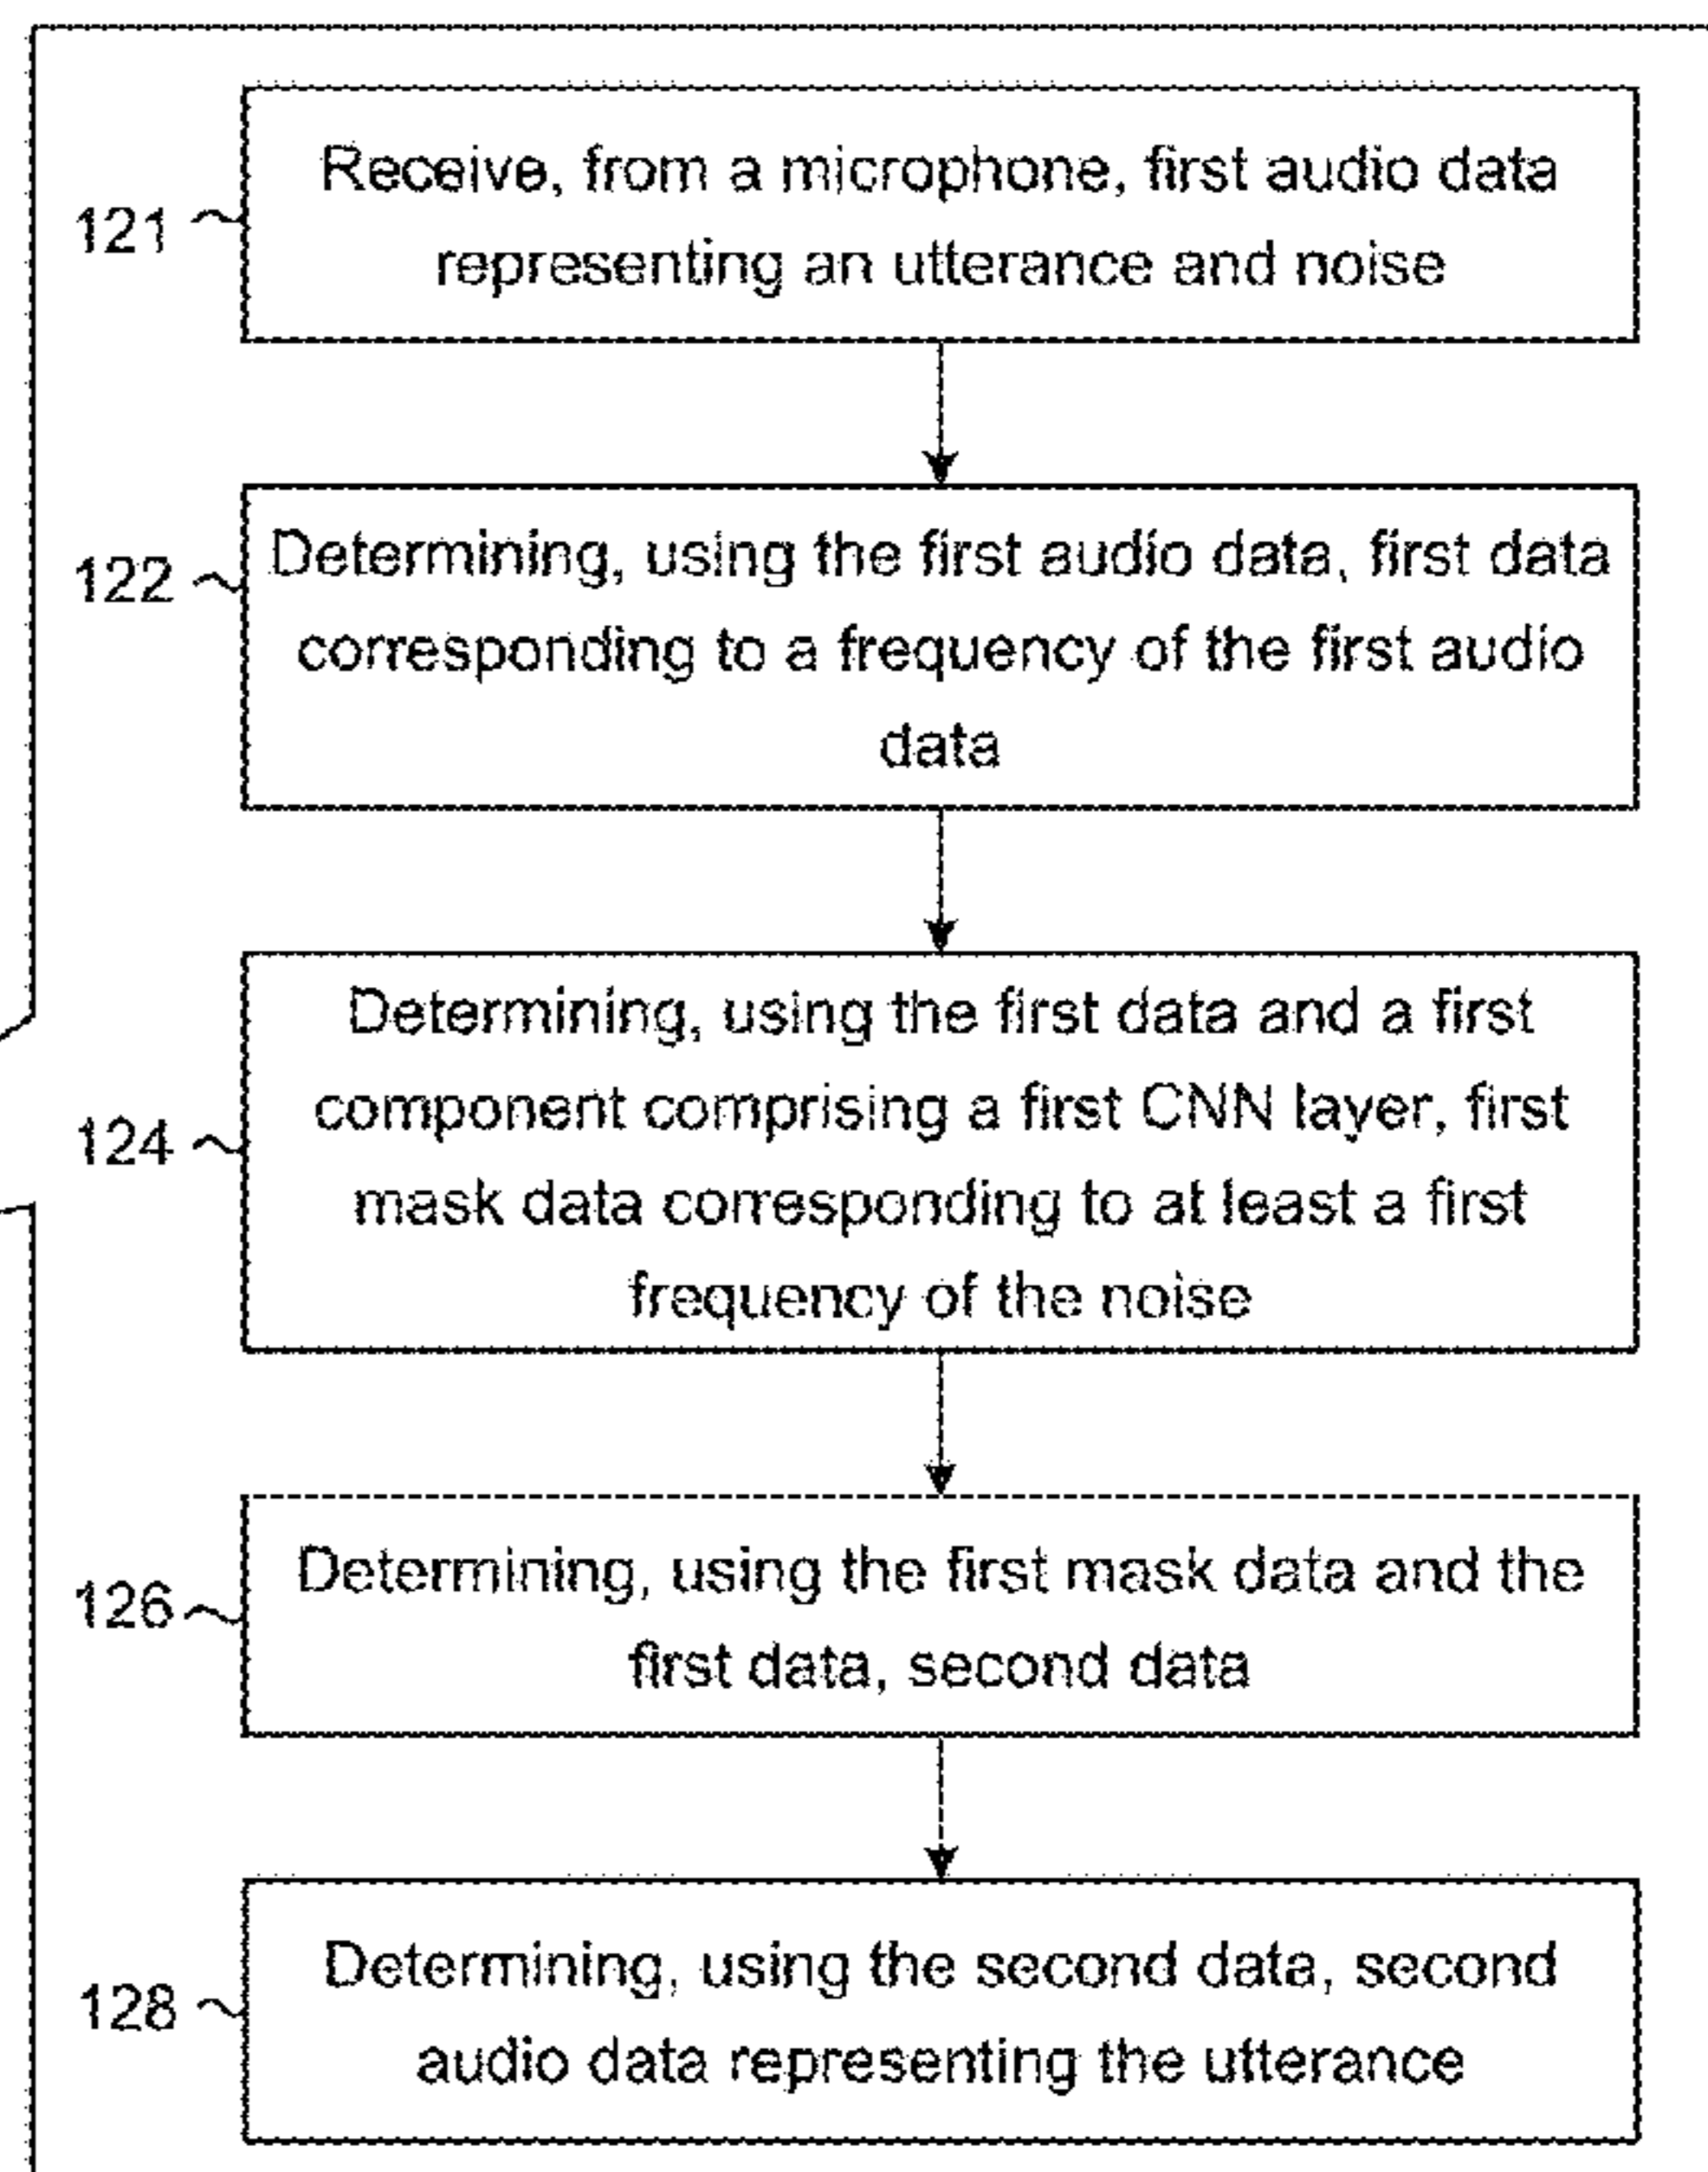 Receive, from a microphone, first audio data
121
representing an utterance and noise
Determining, using the first audio data, first data
122
corresponding to a frequency of the first audio
data
Determining, using the first data and a first
component comprising a first CNN layer, first
124
mask data corresponding to at least a first
frequency of the noise
Determining, using the first mask data and the
126
first data, second data
Determining, using the second data, second
128
audio data representing the utterance